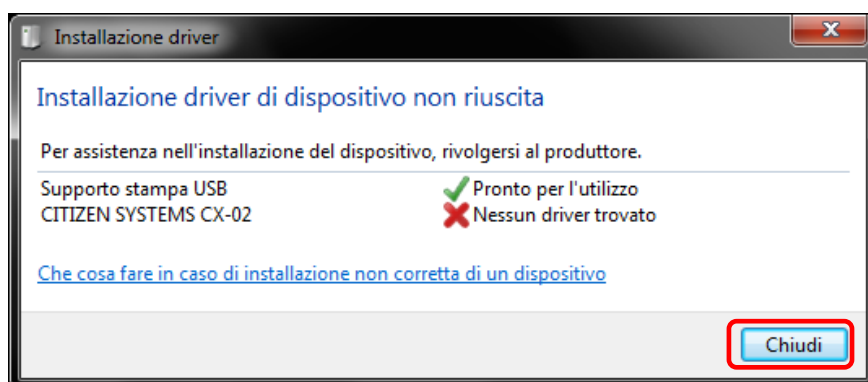 Installazione driver
Installazione driver di dispositivo non riuscita
Per assistenza nell'installazione del dispositivo, rivolgersi al produttore.
Supporto stampa USB Pronto per l'utilizzo
CITIZEN SYSTEMS CX-02 Nessun driver trovato
Che cosa fare in caso di installazione non corretta di un dispositivo
Chiudi